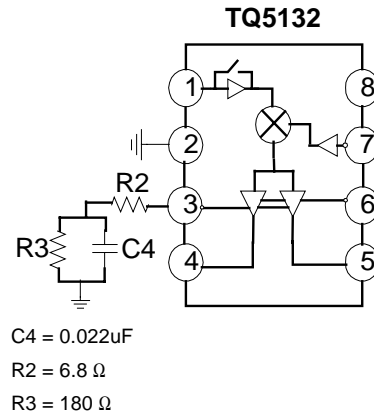 TQ5132
1
8
2
7
R2
3
6
R3
C4
4
5
C4 = 0.022uF
R2 = 6.8 Ω
R3 = 180 Ω